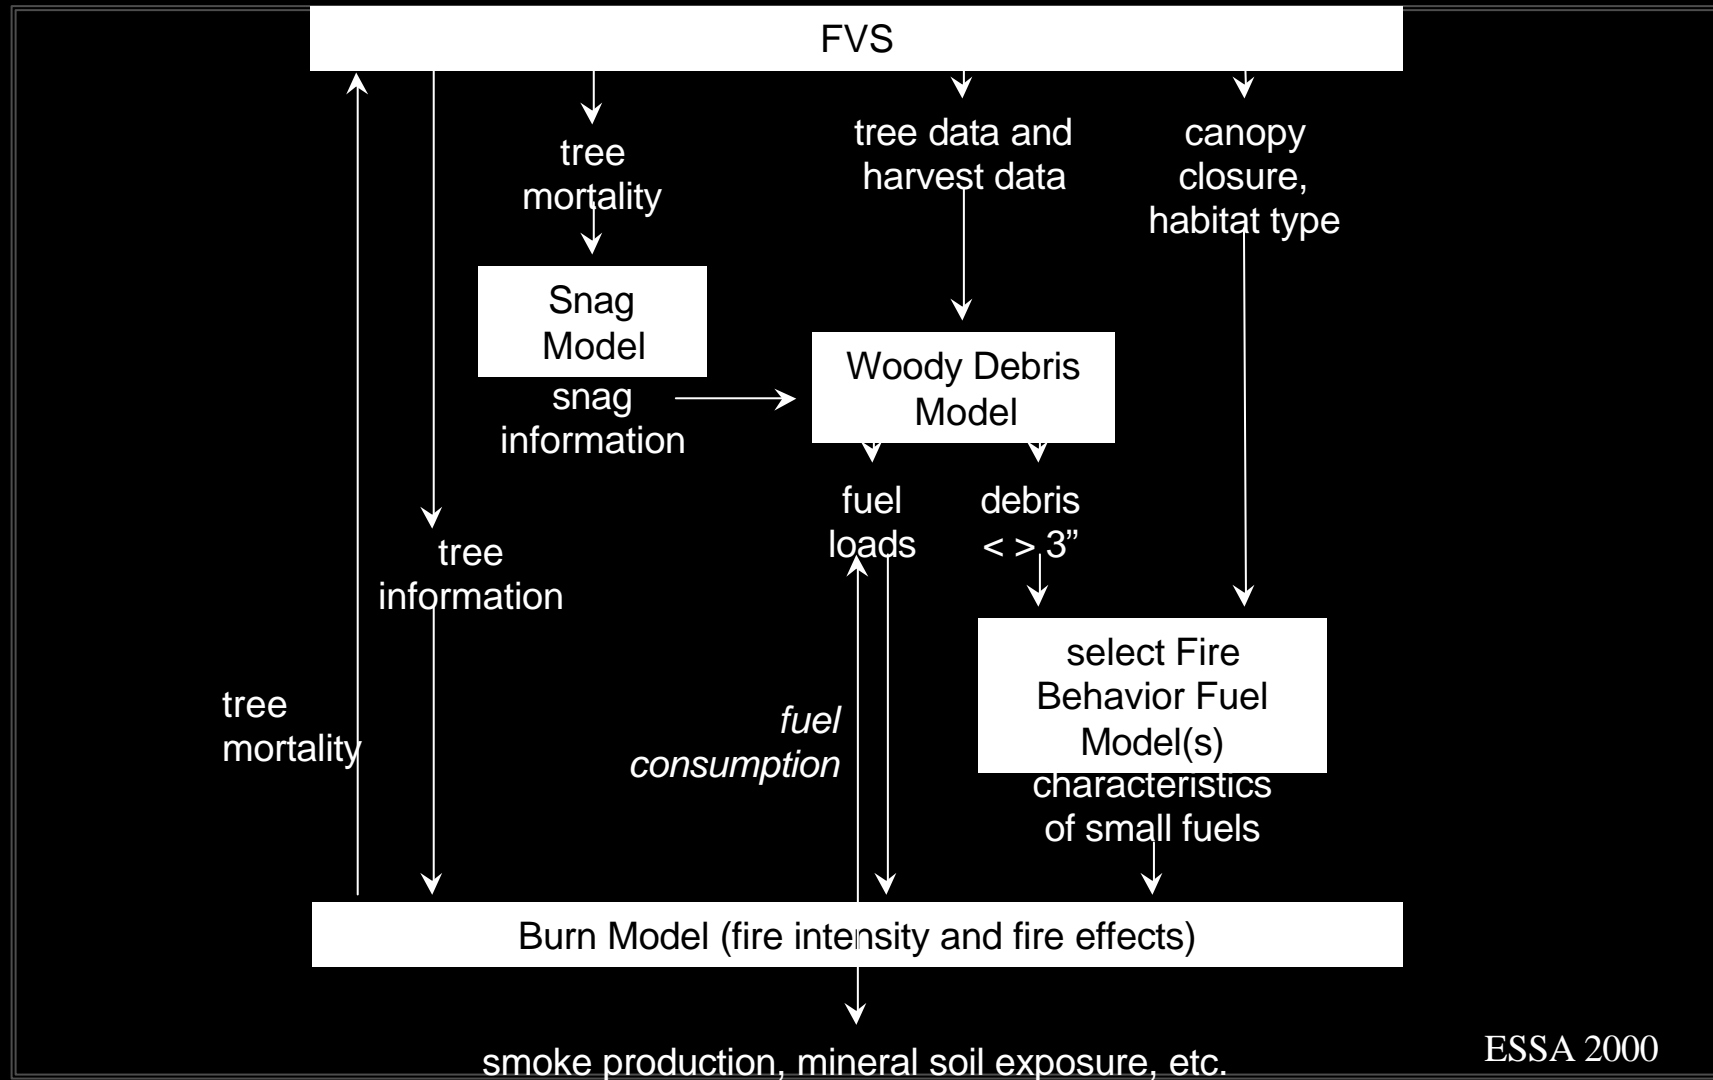 FVS
tree
mortality
tree data and
harvest data
canopy
closure,
habitat type
Snag
Model
snag
information
Woody Debris
Model
fuel
loads
debris
< > 3”
tree
information
select Fire
Behavior Fuel
Model(s)
characteristics
of small fuels
tree
mortality
fuel
consumption
Burn Model (fire intensity and fire effects)
smoke production, mineral soil exposure, etc.
ESSA 2000